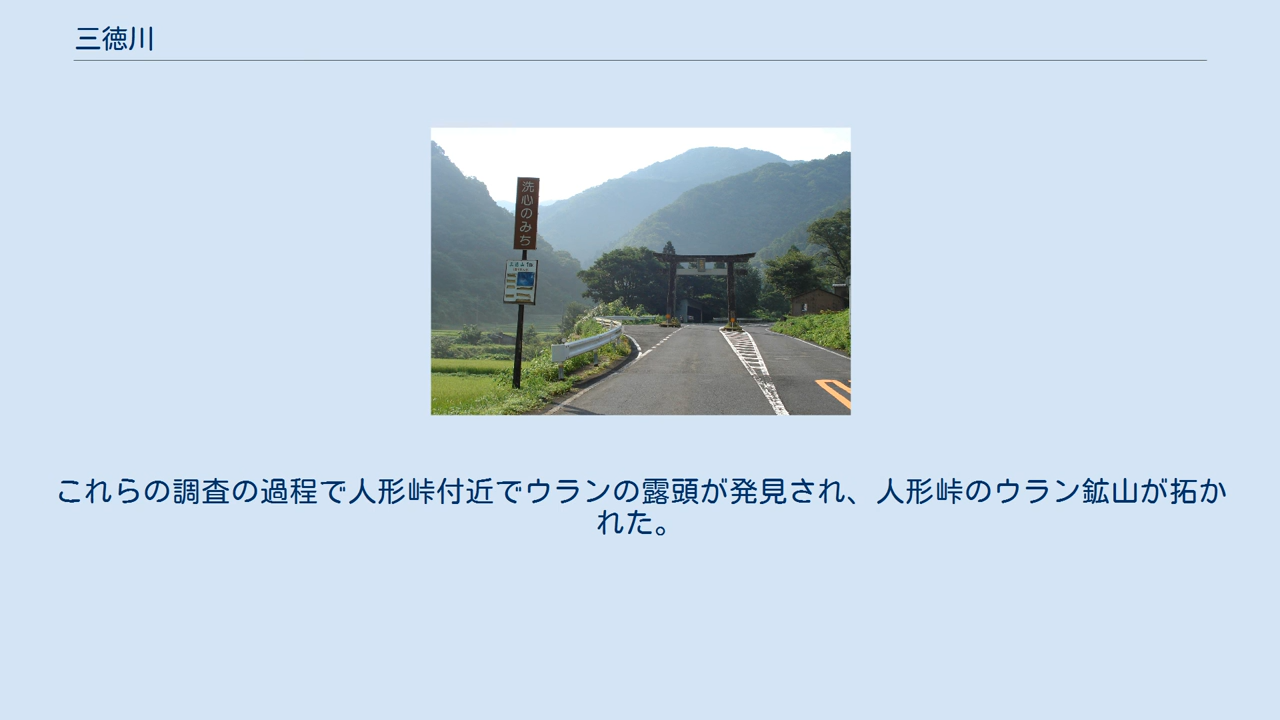 三徳川
洗心のみち
これらの調査の過程で人形峠付近でウランの露頭が発見され、人形峠のウラン鉱山が拓か
れた。